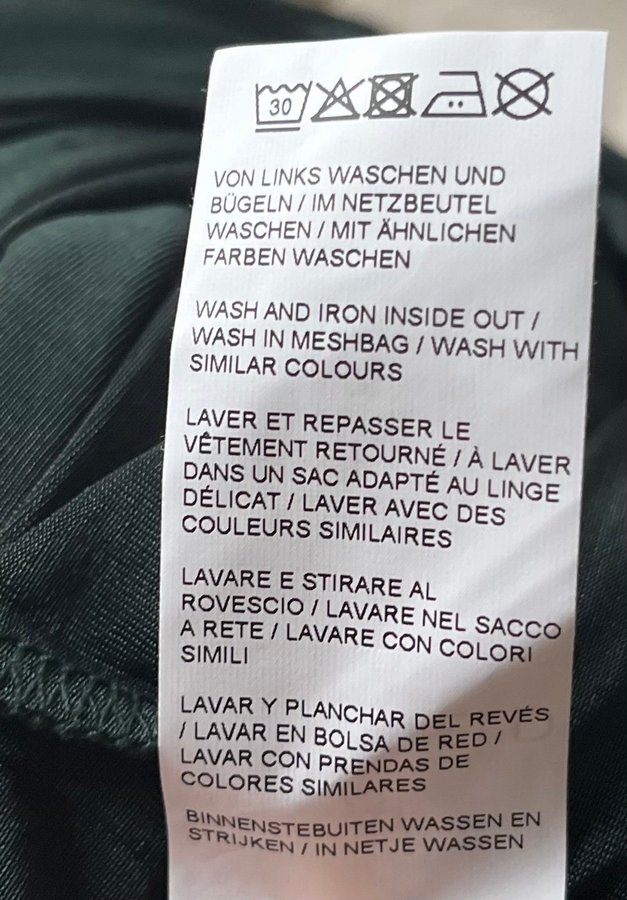 30
VON LINKS WASCHEN UND
BÜGELN / IM NETZBEUTEL
WASCHEN / MIT ÄHNLICHEN
FARBEN WASCHEN
WASH AND IRON INSIDE OUT /
WASH IN MESHBAG / WASH WITH
SIMILAR COLOURS
LAVER ET REPASSER LE
VÊTEMENT RETOURNÉ / À LAVER
DANS UN SAC ADAPTÉ AU LINGE
DÉLICAT / LAVER AVEC DES
COULEURS SIMILAIRES
LAVARE E STIRARE AL
ROVESCIO / LAVARE NEL SACCO
A RETE / LAVARE CON COLORI
SIMILI
LAVAR Y PLANCHAR DEL REVÉS
/ LAVAR EN BOLSA DE RED /
LAVAR CON PRENDAS DE
COLORES SIMILARES
BINNENSTEBUITEN WASSEN EN
STRIJKEN / IN NETJE WASSEN